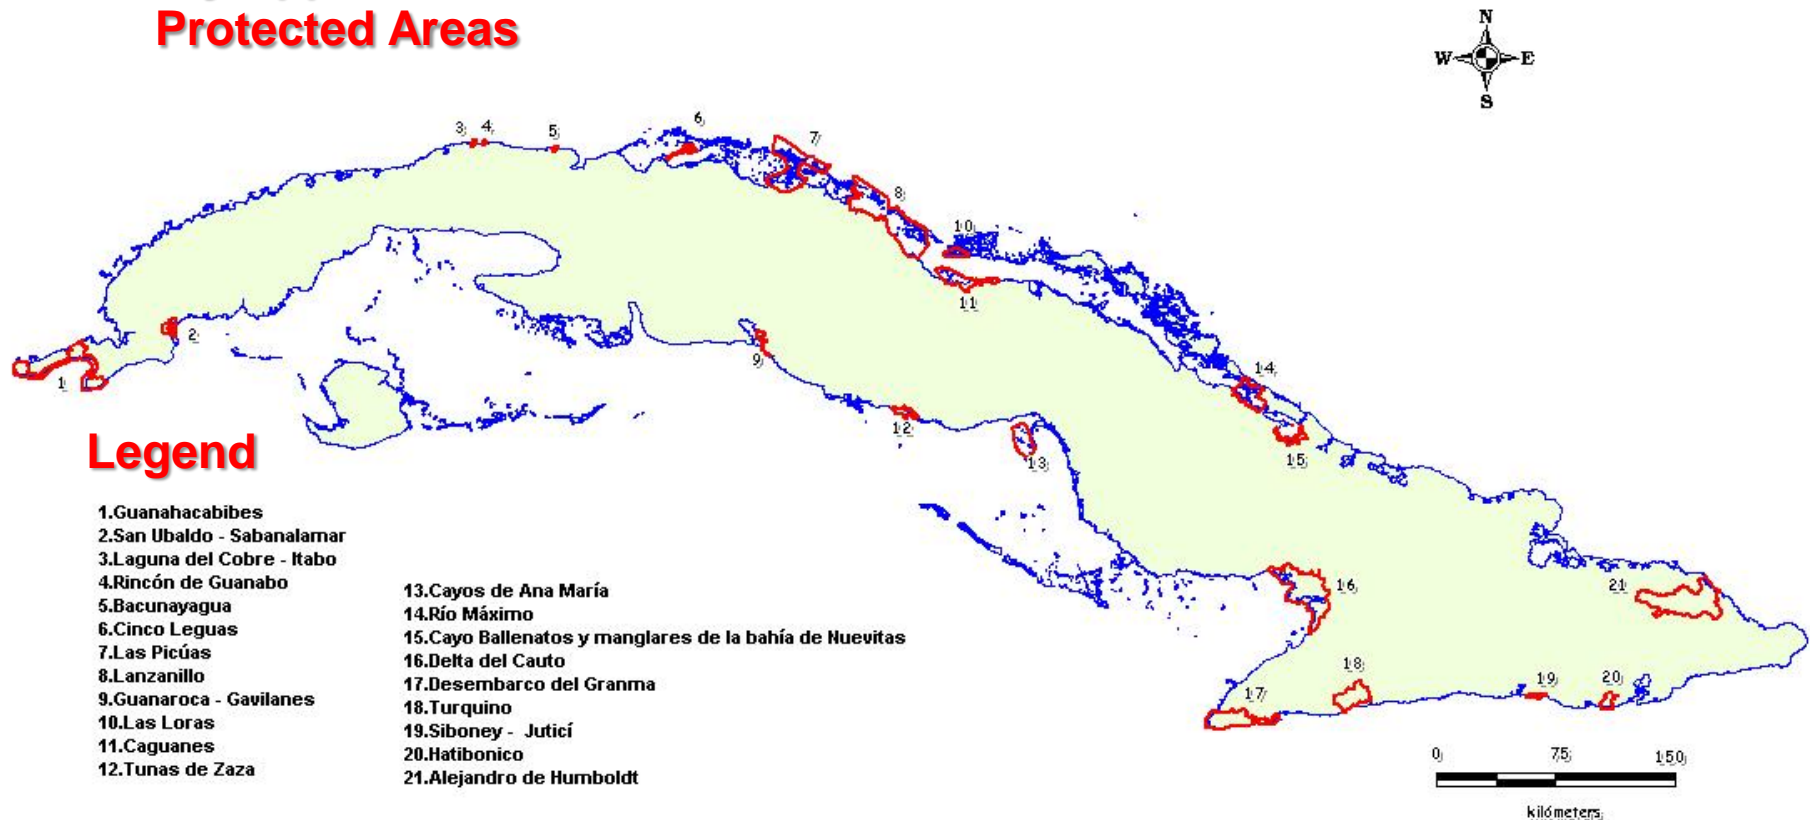 Protected Areas
N
W E
S
3 4 5 6 7
8
10
11
2
1
9
12
13
14
15
16
17
18
19
20
21
Legend
1.Guanahacabibes
2.San Ubaldo - Sabanalamar
3.Laguna del Cobre - Itabo
4.Rincón de Guanabo
5.Bacunayagua
6.Cinco Leguas
7.Las Picúas
8.Lanzanillo
9.Guanaroca - Gavilanes
10.Las Loras
11.Caguanes
12.Tunas de Zaza
13.Cayos de Ana María
14.Río Máximo
15.Cayo Ballenatos y manglares de la bahía de Nuevitas
16.Delta del Cauto
17.Desembarco del Granma
18.Turquino
19.Siboney - Juticí
20.Hatibonico
21.Alejandro de Humboldt
0 75 150
kilómeters